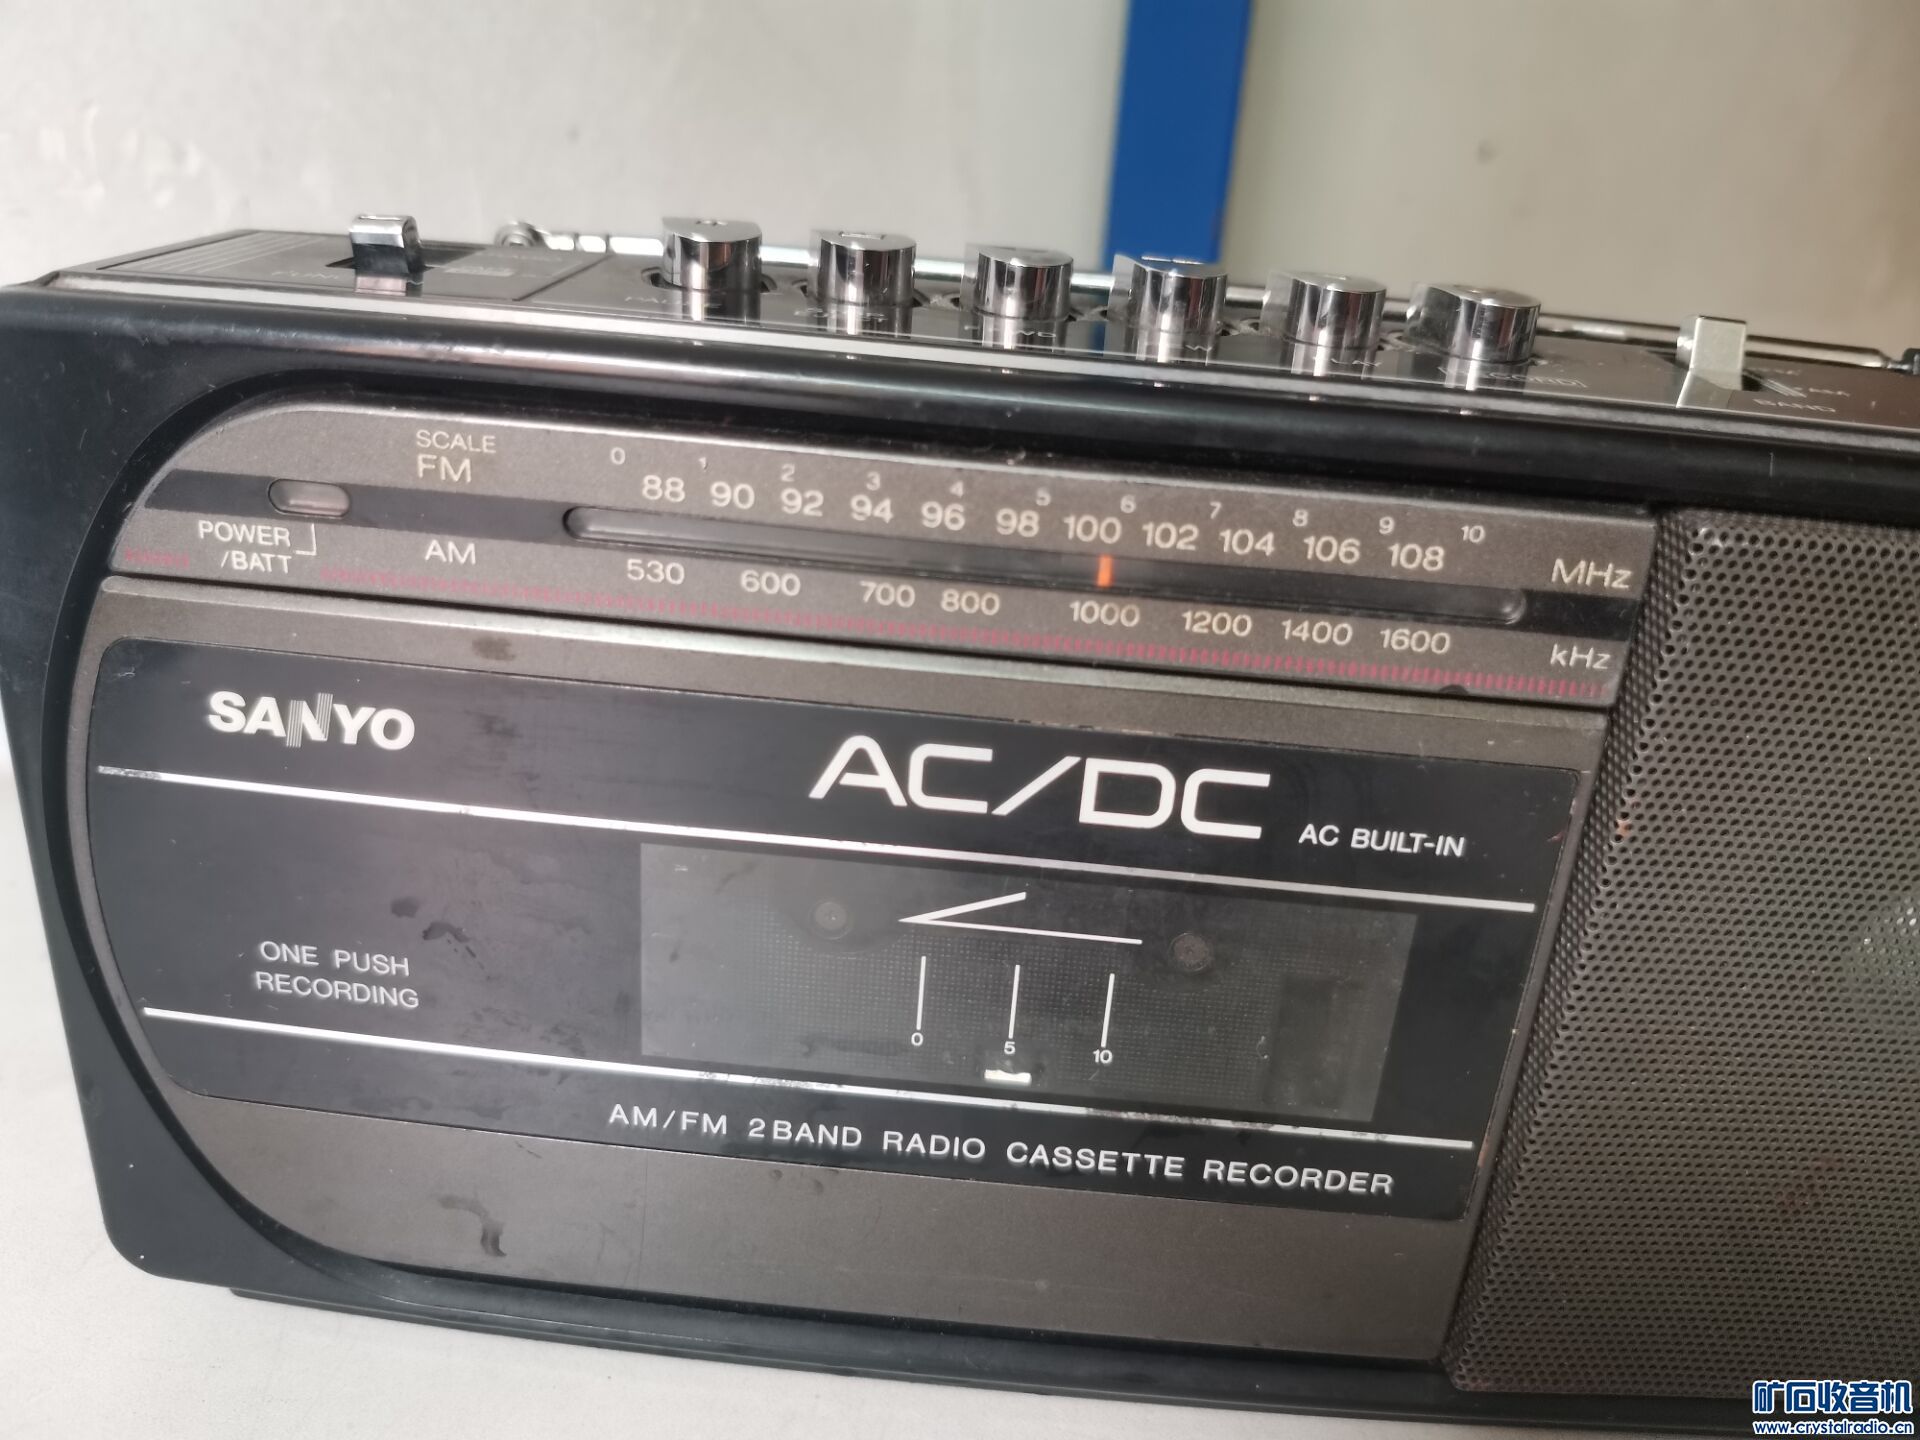 BAND
SCALE
0 1 2 3 4 5 6 7 8 9 10
FM 88 90 92 94 96 98 100 102 104 106 108 MHz
POWER
/BATT
AM 530 600 700 800 1000 1200 1400 1600 kHz
SANYO
AC/DC AC BUILT-IN
ONE PUSH
RECORDING
0 5 10
AM/FM 2BAND RADIO CASSETTE RECORDER
矿石收音机
www.crystalradio.cn